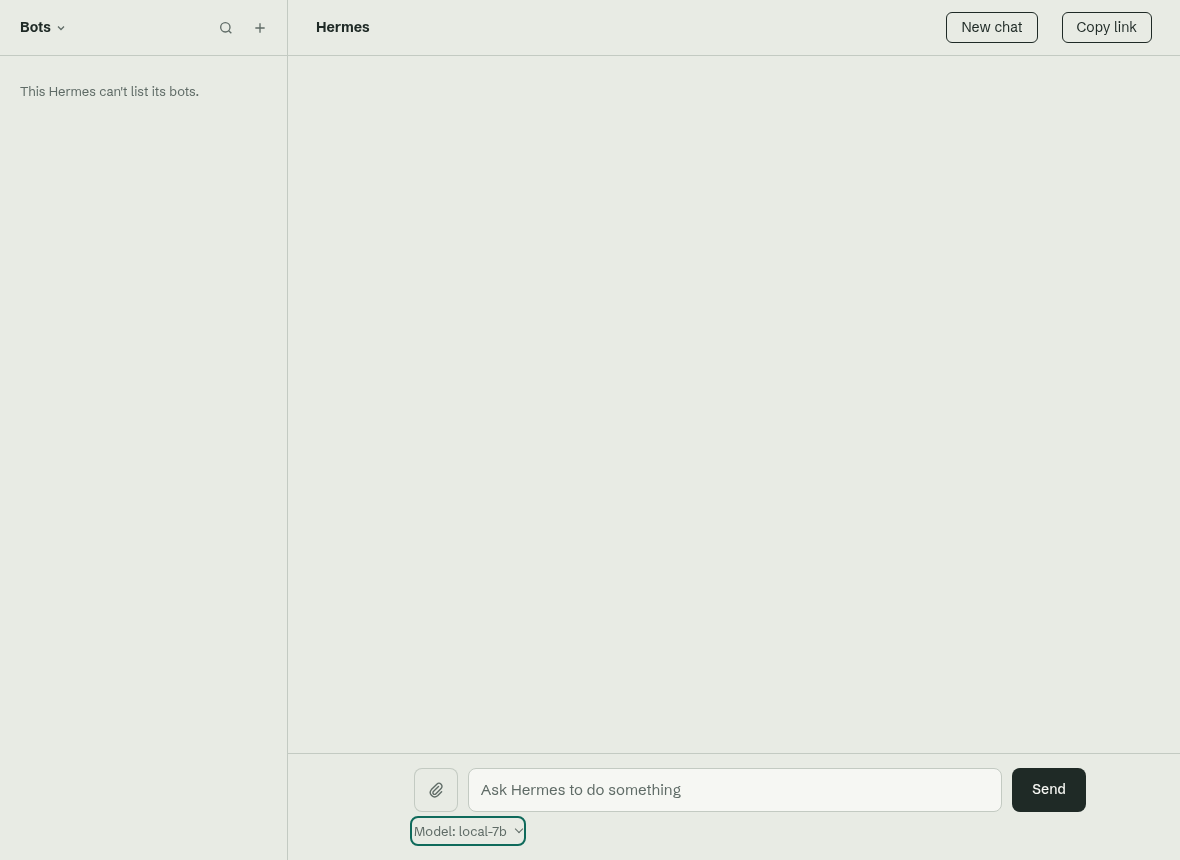 Bots
Hermes
New chat
Copy link
This Hermes can't list its bots.
Ask Hermes to do something
Send
Model: local-7b